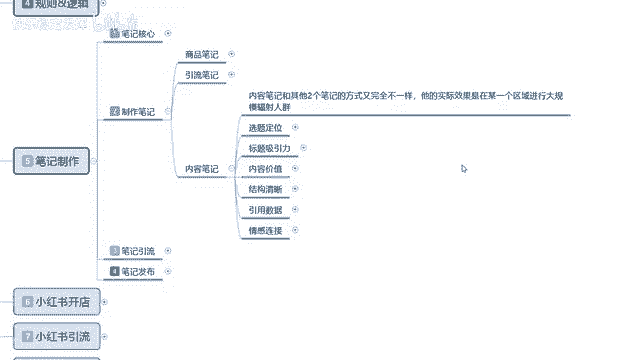 4 规则&逻辑
1 笔记核心
商品笔记
引流笔记
内容笔记和其他2个笔记的方式又完全不一样，他的实际效果是在某一个区域进行大规
模辐射人群
2 制作笔记
选题定位
标题吸引力
5 笔记制作
内容笔记
内容价值
结构清晰
引用数据
情感连接
3 笔记引流
4 笔记发布
6 小红书开店
7 小红书引流